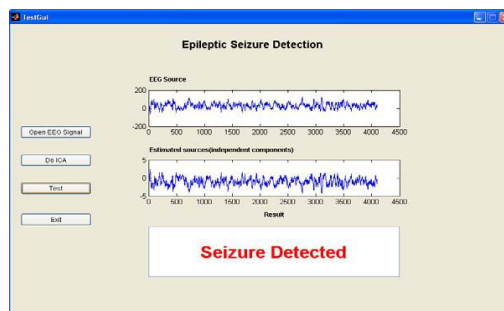 TestGui
Epileptic Seizure Detection
EEG Source
200
0
-200
0 500 1000 1500 2000 2500 3000 3500 4000 4500
Open EEG Signal
Estimated sources(independent components)
Do ICA
5
0
-5
0 500 1000 1500 2000 2500 3000 3500 4000 4500
Test
Result
Exit
Seizure Detected